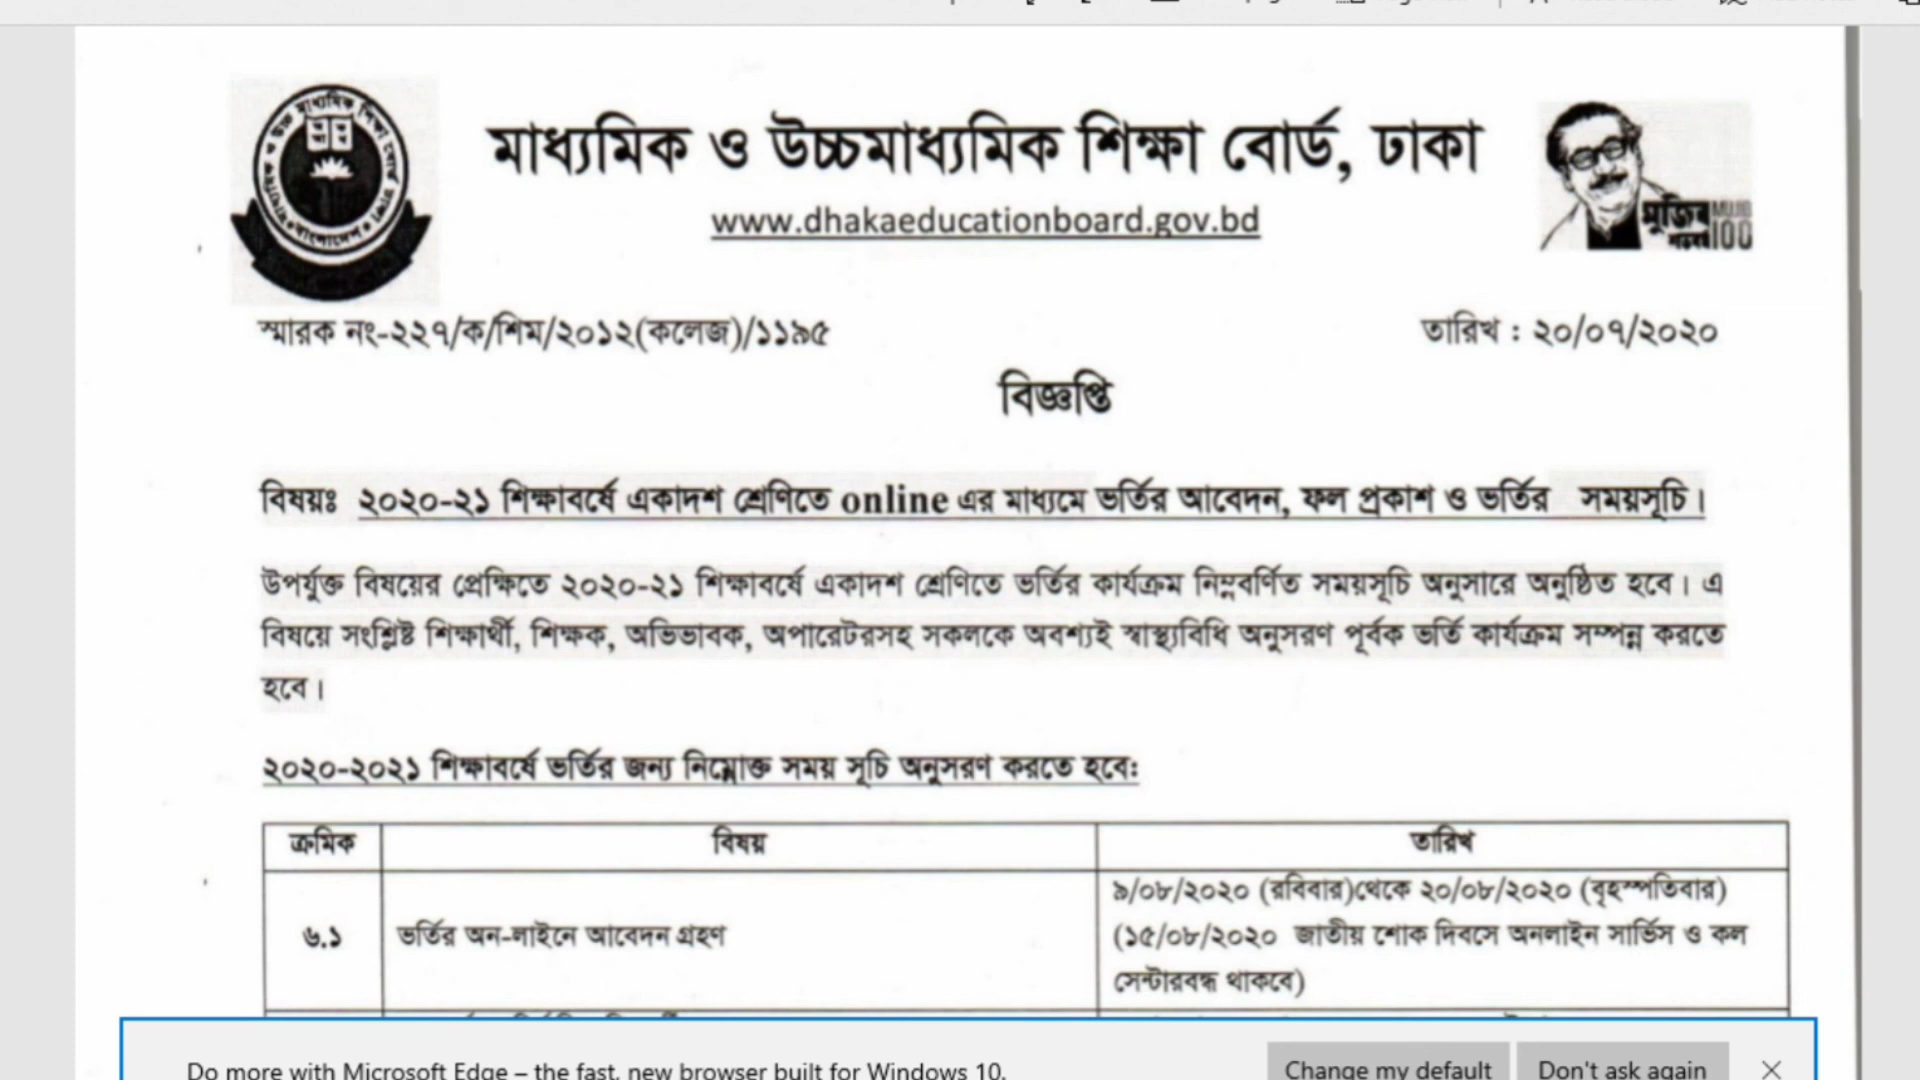 মাধ্যমিক ও উচ্চমাধ্যমিক শিক্ষা বোর্ড, ঢাকা
www.dhakaeducationboard.gov.bd
মুজিব MUJIB
100
স্মারক নং-২২৭/ক/শিম/২০১২(কলেজ)/১১৯৫ তারিখ : ২০/০৭/২০২০
বিজ্ঞপ্তি
বিষয়ঃ ২০২০-২১ শিক্ষাবর্ষে একাদশ শ্রেণিতে online এর মাধ্যমে ভর্তির আবেদন, ফল প্রকাশ ও ভর্তির সময়সূচি।
উপর্যুক্ত বিষয়ের প্রেক্ষিতে ২০২০-২১ শিক্ষাবর্ষে একাদশ শ্রেণিতে ভর্তির কার্যক্রম নিম্নবর্ণিত সময়সূচি অনুসারে অনুষ্ঠিত হবে। এ
বিষয়ে সংশ্লিষ্ট শিক্ষার্থী, শিক্ষক, অভিভাবক, অপারেটরসহ সকলকে অবশ্যই স্বাস্থ্যবিধি অনুসরণ পূর্বক ভর্তি কার্যক্রম সম্পন্ন করতে
হবে।
২০২০-২০২১ শিক্ষাবর্ষে ভর্তির জন্য নিম্নোক্ত সময় সূচি অনুসরণ করতে হবেঃ
ক্রমিক বিষয় তারিখ
৬.১ ভর্তির অন-লাইনে আবেদন গ্রহণ
৯/০৮/২০২০ (রবিবার)থেকে ২০/০৮/২০২০ (বৃহস্পতিবার)
(১৫/০৮/২০২০ জাতীয় শোক দিবসে অনলাইন সার্ভিস ও কল
সেন্টারবন্ধ থাকবে)
Do more with Microsoft Edge – the fast, new browser built for Windows 10. Change my default Don't ask again